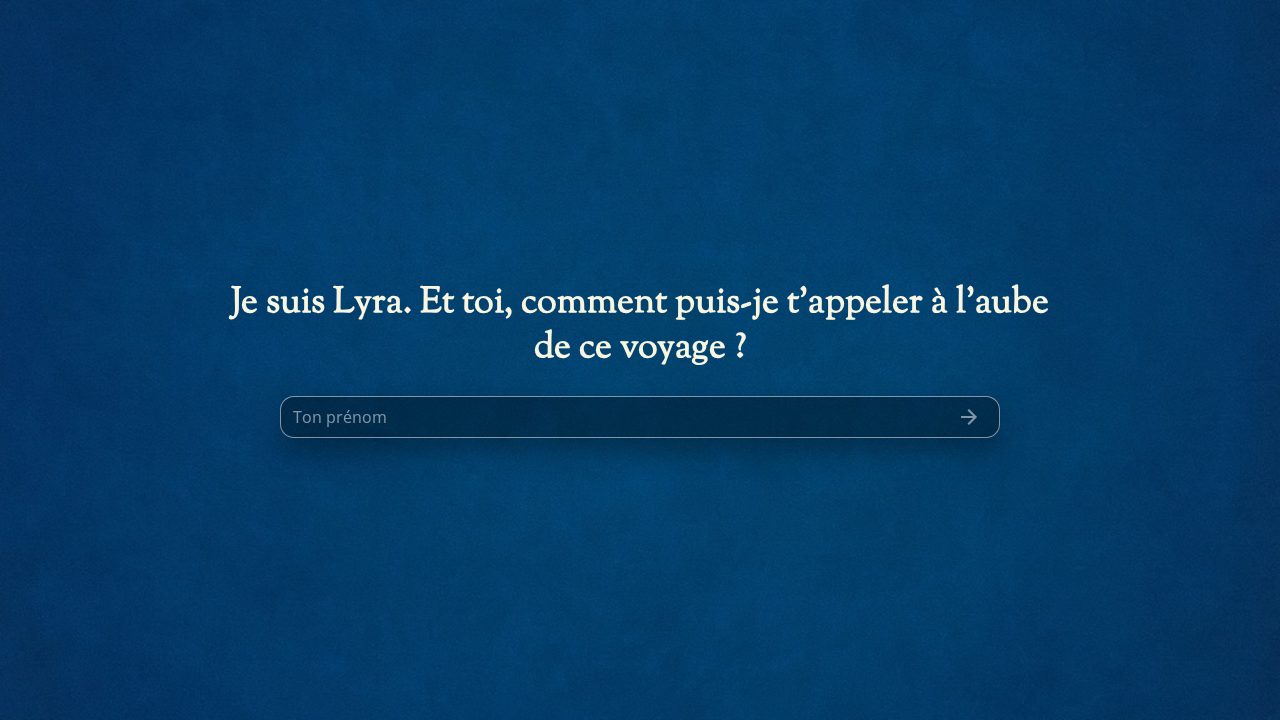 Je suis Lyra. Et toi, comment puis-je t’appeler à l’aube
de ce voyage ?
Ton prénom